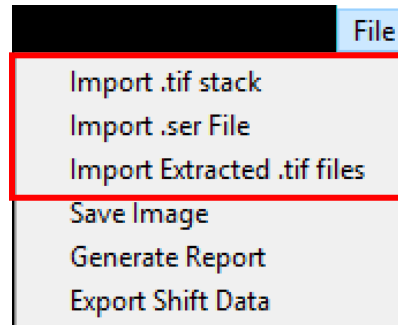 File
Import .tif stack
Import .ser File
Import Extracted .tif files
Save Image
Generate Report
Export Shift Data